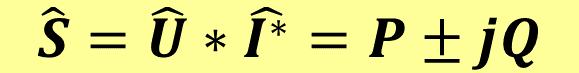 Ŝ = Û * Î* = P ± jQ